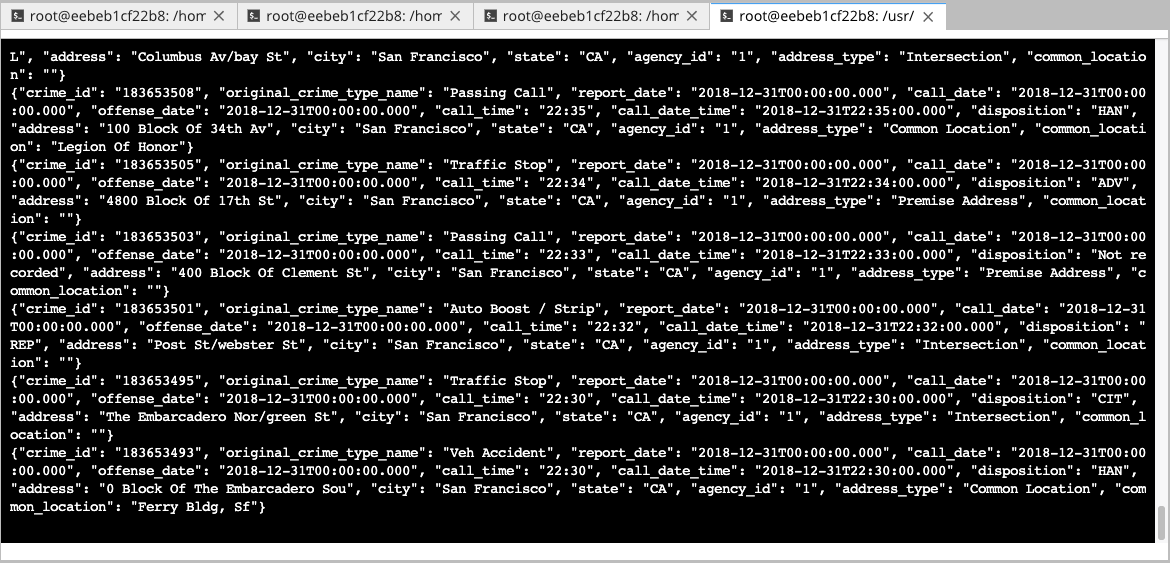 root@eebeb1cf22b8: /hom
root@eebeb1cf22b8: /hom
root@eebeb1cf22b8: /hom
root@eebeb1cf22b8: /usr/
L", "address": "Columbus Av/bay St", "city": "San Francisco", "state": "CA", "agency_id": "1", "address_type": "Intersection", "common_locatio
n": ""}
{"crime_id": "183653508", "original_crime_type_name": "Passing Call", "report_date": "2018-12-31T00:00:00.000", "call_date": "2018-12-31T00:00
:00.000", "offense_date": "2018-12-31T00:00:00.000", "call_time": "22:35", "call_date_time": "2018-12-31T22:35:00.000", "disposition": "HAN",
"address": "100 Block Of 34th Av", "city": "San Francisco", "state": "CA", "agency_id": "1", "address_type": "Common Location", "common_locati
on": "Legion Of Honor"}
{"crime_id": "183653505", "original_crime_type_name": "Traffic Stop", "report_date": "2018-12-31T00:00:00.000", "call_date": "2018-12-31T00:00
:00.000", "offense_date": "2018-12-31T00:00:00.000", "call_time": "22:34", "call_date_time": "2018-12-31T22:34:00.000", "disposition": "ADV",
"address": "4800 Block Of 17th St", "city": "San Francisco", "state": "CA", "agency_id": "1", "address_type": "Premise Address", "common_locat
ion": ""}
{"crime_id": "183653503", "original_crime_type_name": "Passing Call", "report_date": "2018-12-31T00:00:00.000", "call_date": "2018-12-31T00:00
:00.000", "offense_date": "2018-12-31T00:00:00.000", "call_time": "22:33", "call_date_time": "2018-12-31T22:33:00.000", "disposition": "Not re
corded", "address": "400 Block Of Clement St", "city": "San Francisco", "state": "CA", "agency_id": "1", "address_type": "Premise Address", "c
ommon_location": ""}
{"crime_id": "183653501", "original_crime_type_name": "Auto Boost / Strip", "report_date": "2018-12-31T00:00:00.000", "call_date": "2018-12-31
T00:00:00.000", "offense_date": "2018-12-31T00:00:00.000", "call_time": "22:32", "call_date_time": "2018-12-31T22:32:00.000", "disposition": "
REP", "address": "Post St/webster St", "city": "San Francisco", "state": "CA", "agency_id": "1", "address_type": "Intersection", "common_locat
ion": ""}
{"crime_id": "183653495", "original_crime_type_name": "Traffic Stop", "report_date": "2018-12-31T00:00:00.000", "call_date": "2018-12-31T00:00
:00.000", "offense_date": "2018-12-31T00:00:00.000", "call_time": "22:30", "call_date_time": "2018-12-31T22:30:00.000", "disposition": "CIT",
"address": "The Embarcadero Nor/green St", "city": "San Francisco", "state": "CA", "agency_id": "1", "address_type": "Intersection", "common_l
ocation": ""}
{"crime_id": "183653493", "original_crime_type_name": "Veh Accident", "report_date": "2018-12-31T00:00:00.000", "call_date": "2018-12-31T00:00
:00.000", "offense_date": "2018-12-31T00:00:00.000", "call_time": "22:30", "call_date_time": "2018-12-31T22:30:00.000", "disposition": "HAN",
"address": "0 Block Of The Embarcadero Sou", "city": "San Francisco", "state": "CA", "agency_id": "1", "address_type": "Common Location", "com
mon_location": "Ferry Bldg, Sf"}